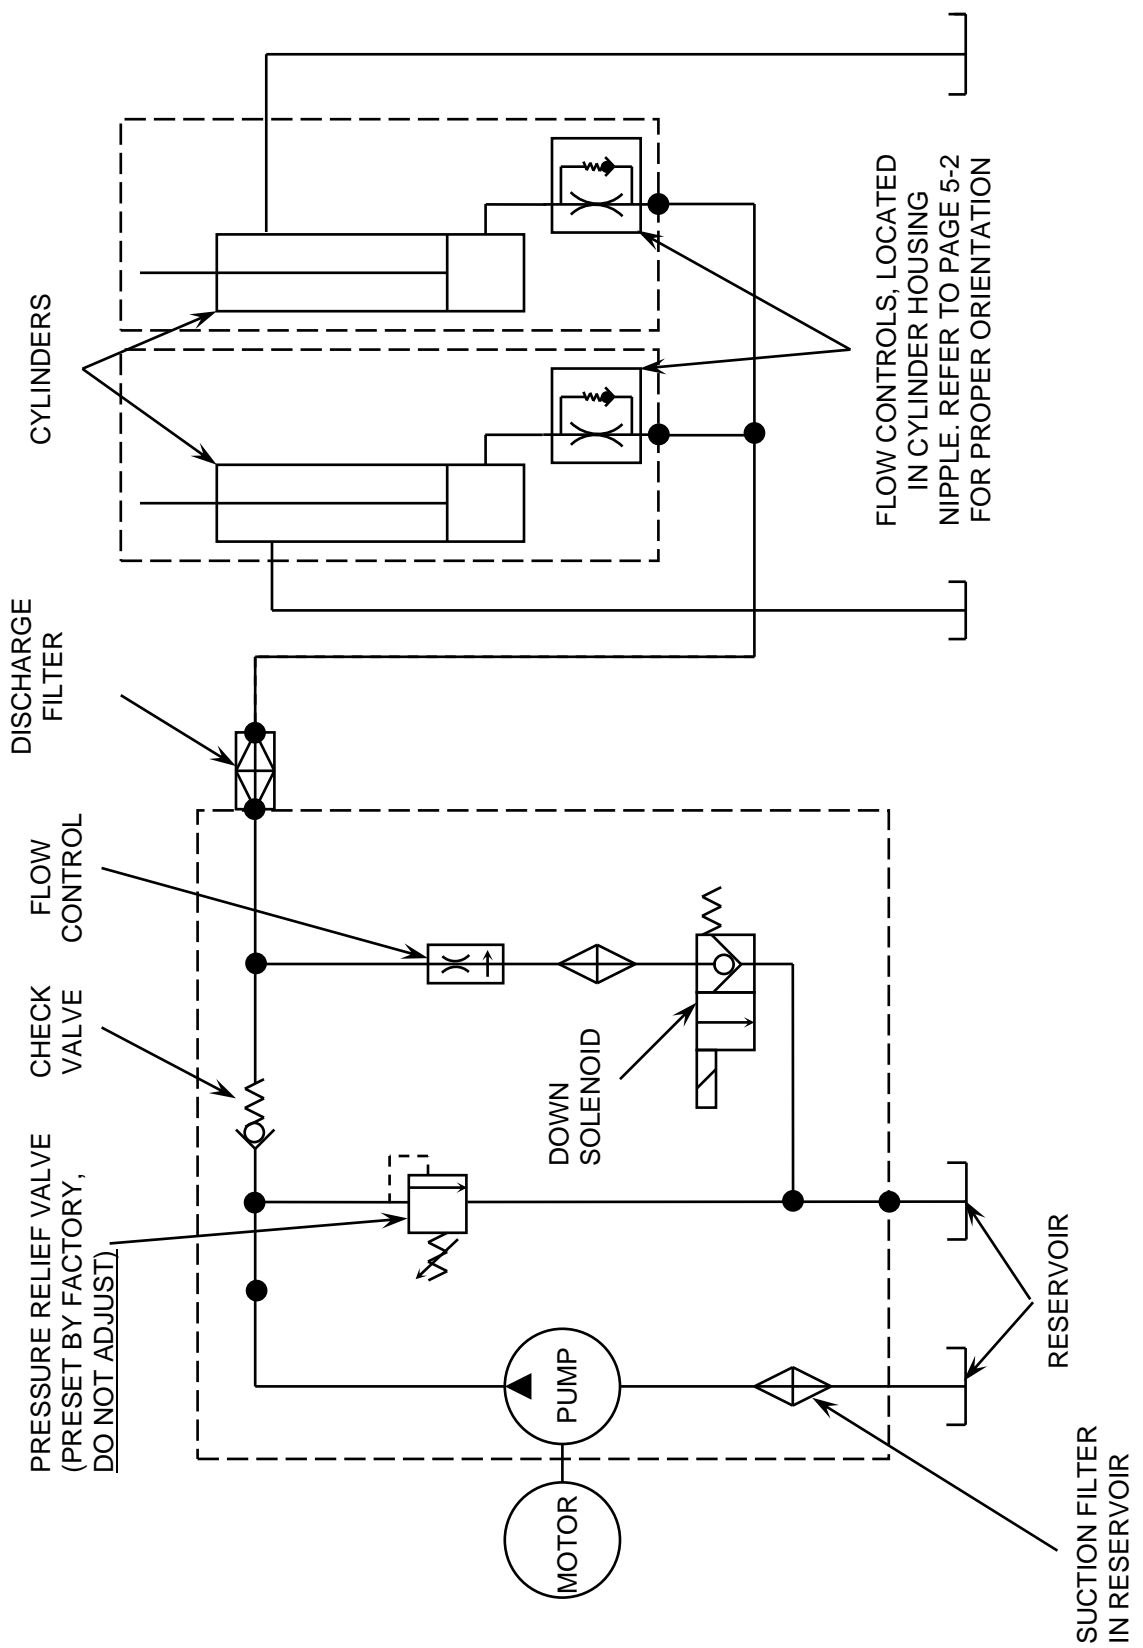 PRESSURE RELIEF VALVE
(PRESET BY FACTORY,
DO NOT ADJUST)
CHECK
VALVE
FLOW
CONTROL
DISCHARGE
FILTER
CYLINDERS
DOWN
SOLENOID
MOTOR
PUMP
SUCTION FILTER
IN RESERVOIR
RESERVOIR
FLOW CONTROLS, LOCATED
IN CYLINDER HOUSING
NIPPLE. REFER TO PAGE 5-2
FOR PROPER ORIENTATION